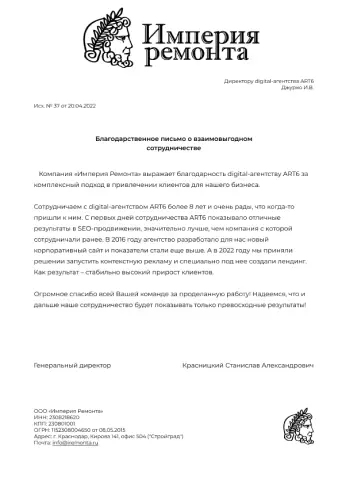 Империя
ремонта
Директору digital-агентства ART6
Джурко И.В.
Исх. № 37 от 20.04.2022
Благодарственное письмо о взаимовыгодном
сотрудничестве
Компания «Империя Ремонта» выражает благодарность digital-агентству ART6 за
комплексный подход в привлечении клиентов для нашего бизнеса.
Сотрудничаем с digital-агентством ART6 более 8 лет и очень рады, что когда-то
пришли к ним. С первых дней сотрудничества ART6 показывало отличные
результаты в SEO-продвижении, значительно лучше, чем компания с которой
сотрудничали ранее. В 2016 году агентство разработало для нас новый
корпоративный сайт и показатели стали еще выше. А в 2022 году мы приняли
решении запустить контекстную рекламу и специально под нее создали лендинг.
Как результат – стабильно высокий прирост клиентов.
Огромное спасибо всей Вашей команде за проделанную работу! Надеемся, что и
дальше наше сотрудничество будет показывать только превосходные результаты!
Генеральный директор
Красницкий Станислав Александрович
ООО «Империя Ремонта»
ИНН: 2308218620
КПП: 230801001
ОГРН: 1152308004650 от 08.05.2015
Адрес: г. Краснодар, Кирова 141, офис 504 ("Стройград")
Почта: info@iremonta.ru